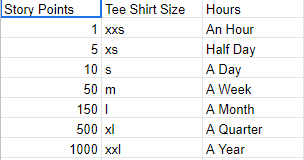 Story Points Tee Shirt Size Hours
1 xxs An Hour
5 xs Half Day
10 s A Day
50 m A Week
150 l A Month
500 xl A Quarter
1000 xxl A Year